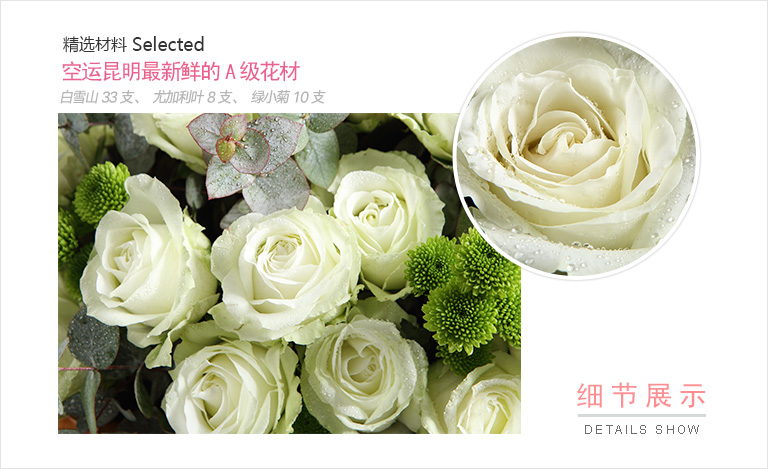 精选材料 Selected
空运昆明最新鲜的 A 级花材
白雪山 33 支、 尤加利叶 8 支、 绿小菊 10 支
细节展示
DETAILS SHOW